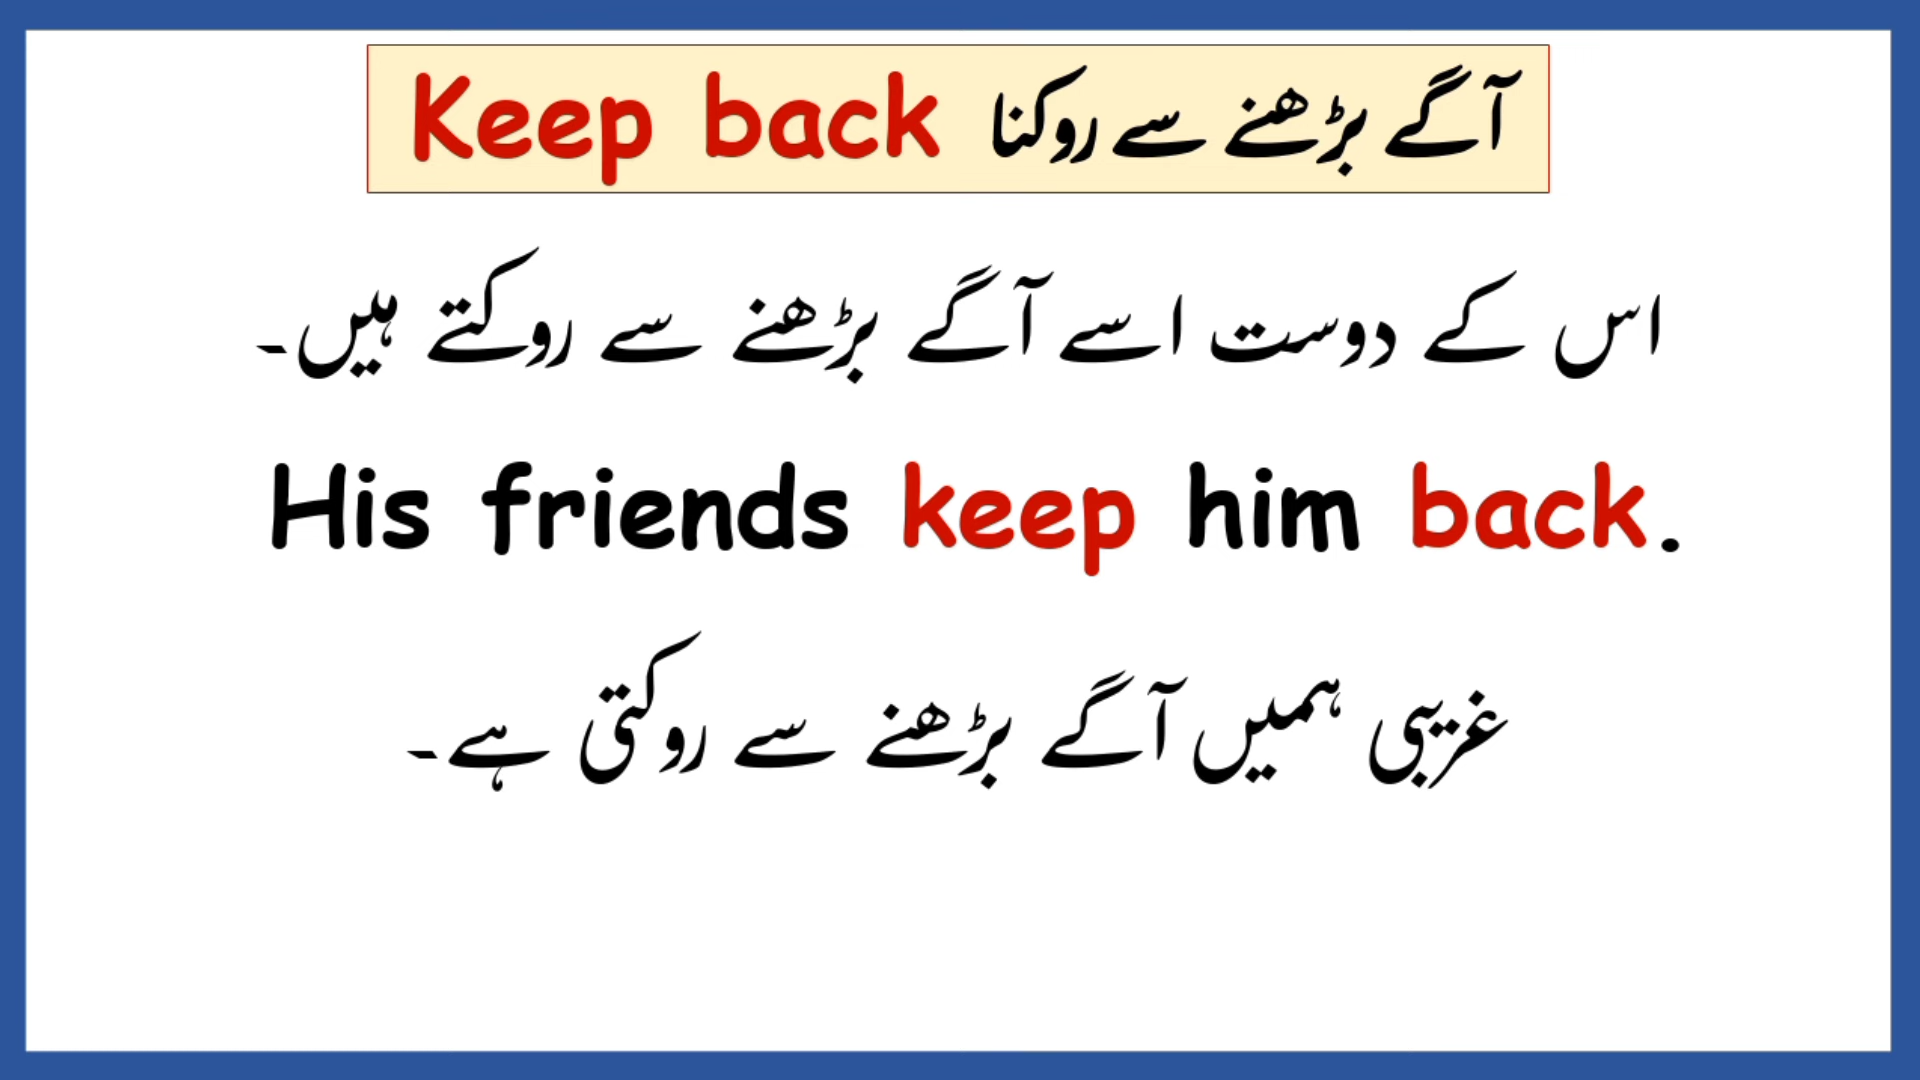 Keep back آگے بڑھنے سے روکنا
اس کے دوست اسے آگے بڑھنے سے روکتے ہیں۔
His friends keep him back.
غریبی ہمیں آگے بڑھنے سے روکتی ہے۔